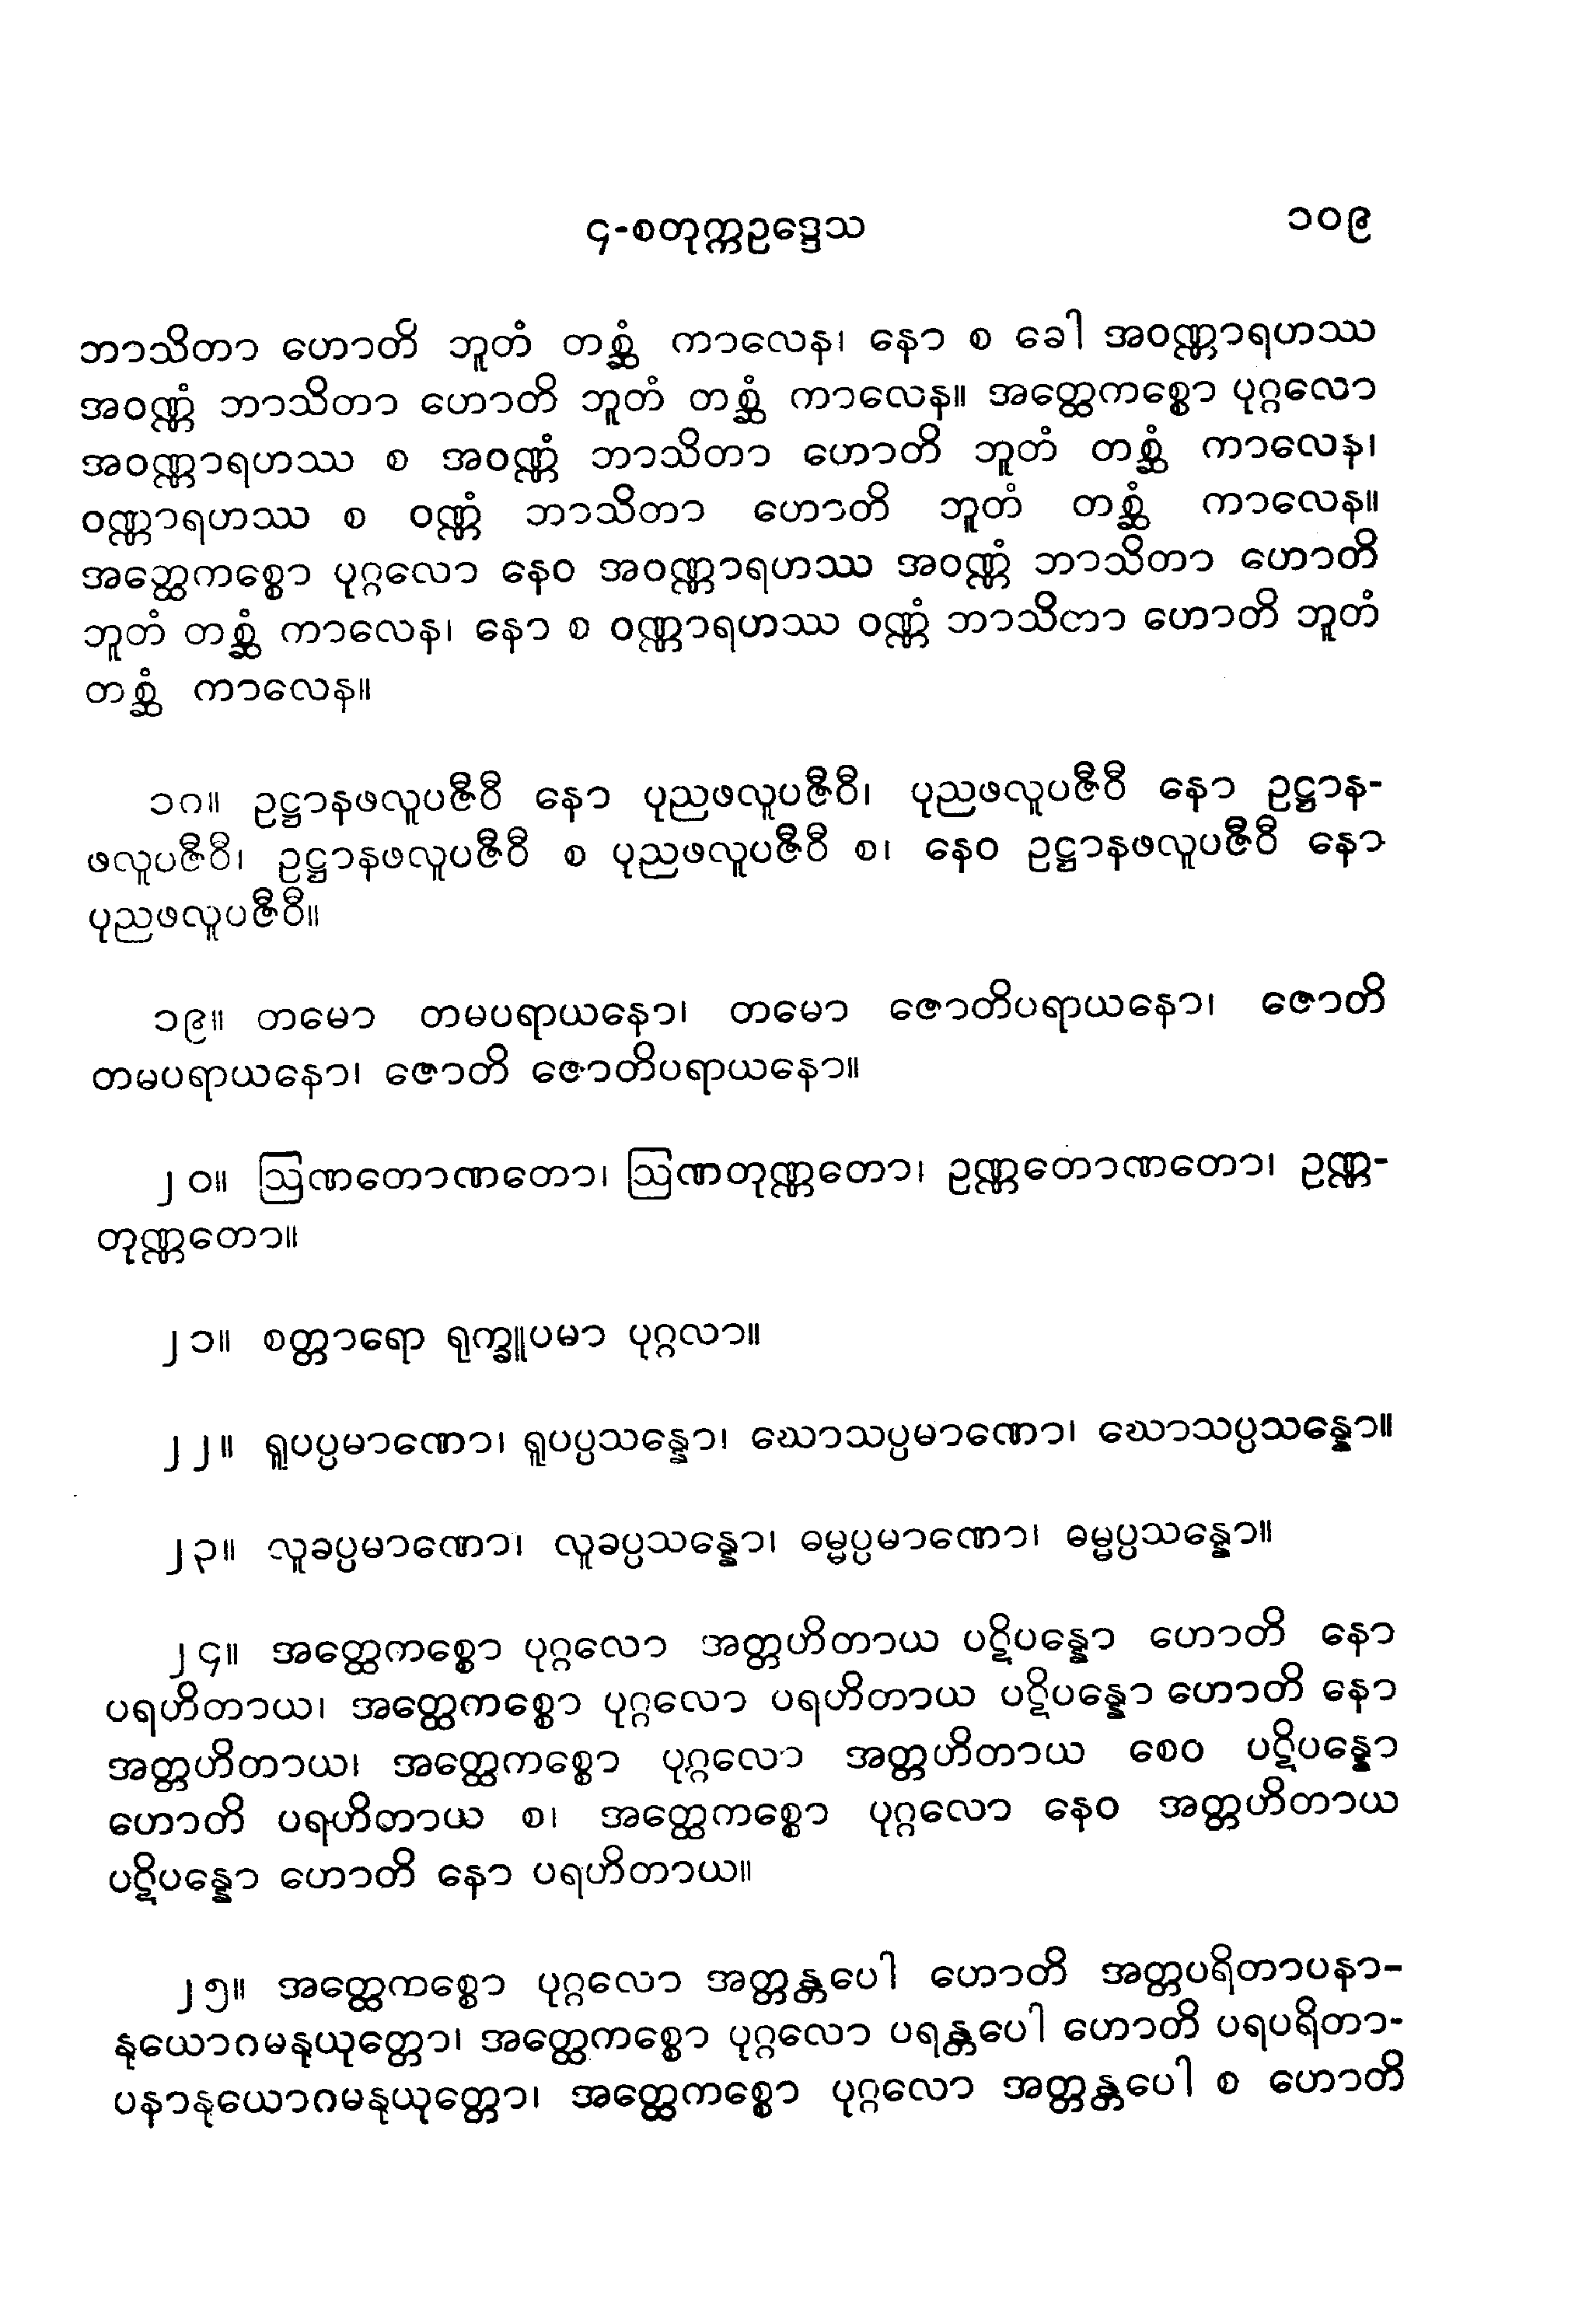 ၄-စတုက္ကဥဒ္ဒေသ ၁၀၉
ဘာသိတာ ဟောတိ ဘူတံ တစ္ဆံ ကာလေန၊ နော စ ခေါ အဝဏ္ဏာရဟဿ
အဝဏ္ဏံ ဘာသိတာ ဟောတိ ဘူတံ တစ္ဆံ ကာလေန။ အတ္ထေကစ္စော ပုဂ္ဂလော
အဝဏ္ဏာရဟဿ စ အဝဏ္ဏံ ဘာသိတာ ဟောတိ ဘူတံ တစ္ဆံ ကာလေန၊
ဝဏ္ဏာရဟဿ စ ဝဏ္ဏံ ဘာသိတာ ဟောတိ ဘူတံ တစ္ဆံ ကာလေန။
အတ္ထေကစ္စော ပုဂ္ဂလော နေဝ အဝဏ္ဏာရဟဿ အဝဏ္ဏံ ဘာသိတာ ဟောတိ
ဘူတံ တစ္ဆံ ကာလေန၊ နော စ ဝဏ္ဏာရဟဿ ဝဏ္ဏံ ဘာသိတာ ဟောတိ ဘူတံ
တစ္ဆံ ကာလေန။
၁ဂ။ ဥဋ္ဌာနဖလူပဇီဝီ နော ပုညဖလူပဇီဝီ၊ ပုညဖလူပဇီဝီ နော ဥဋ္ဌာန-
ဖလူပဇီဝီ၊ ဥဋ္ဌာနဖလူပဇီဝီ စ ပုညဖလူပဇီဝီ စ၊ နေဝ ဥဋ္ဌာနဖလူပဇီဝီ နော
ပုညဖလူပဇီဝီ။
၁၉။ တမော တမပရာယနော၊ တမော ဇောတိပရာယနော၊ ဇောတိ
တမပရာယနော၊ ဇောတိ ဇောတိပရာယနော။
၂၀။ ဩဏတောဏတော၊ ဩဏတုဏ္ဏတော၊ ဥဏ္ဏတောဏတော၊ ဥဏ္ဏ-
တုဏ္ဏတော။
၂၁။ စတ္တာရော ရုက္ခူပမာ ပုဂ္ဂလာ။
၂၂။ ရူပပ္ပမာဏော၊ ရူပပ္ပသန္နော၊ ဃောသပ္ပမာဏော၊ ဃောသပ္ပသန္နော။
၂၃။ လူခပ္ပမာဏော၊ လူခပ္ပသန္နော၊ ဓမ္မပ္ပမာဏော၊ ဓမ္မပ္ပသန္နော။
၂၄။ အတ္ထေကစ္စော ပုဂ္ဂလော အတ္တဟိတာယ ပဋိပန္နော ဟောတိ နော
ပရဟိတာယ၊ အတ္ထေကစ္စော ပုဂ္ဂလော ပရဟိတာယ ပဋိပန္နော ဟောတိ နော
အတ္တဟိတာယ၊ အတ္ထေကစ္စော ပုဂ္ဂလော အတ္တဟိတာယ စေဝ ပဋိပန္နော
ဟောတိ ပရဟိတာယ စ၊ အတ္ထေကစ္စော ပုဂ္ဂလော နေဝ အတ္တဟိတာယ
ပဋိပန္နော ဟောတိ နော ပရဟိတာယ။
၂၅။ အတ္ထေကစ္စော ပုဂ္ဂလော အတ္တန္တပေါ ဟောတိ အတ္တပရိတာပနာ-
နုယောဂမနုယုတ္တော၊ အတ္ထေကစ္စော ပုဂ္ဂလော ပရန္တပေါ ဟောတိ ပရပရိတာ-
ပနာနုယောဂမနုယုတ္တော၊ အတ္ထေကစ္စော ပုဂ္ဂလော အတ္တန္တပေါ စ ဟောတိ